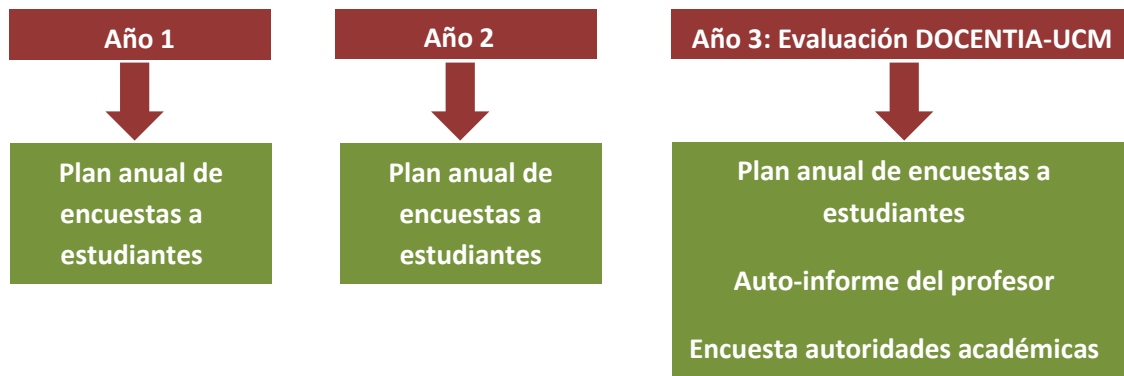 Año 1
Plan anual de
encuestas a
estudiantes
Año 2
Plan anual de
encuestas a
estudiantes
Año 3: Evaluación DOCENTIA-UCM
Plan anual de encuestas a
estudiantes
Auto-informe del profesor
Encuesta autoridades académicas